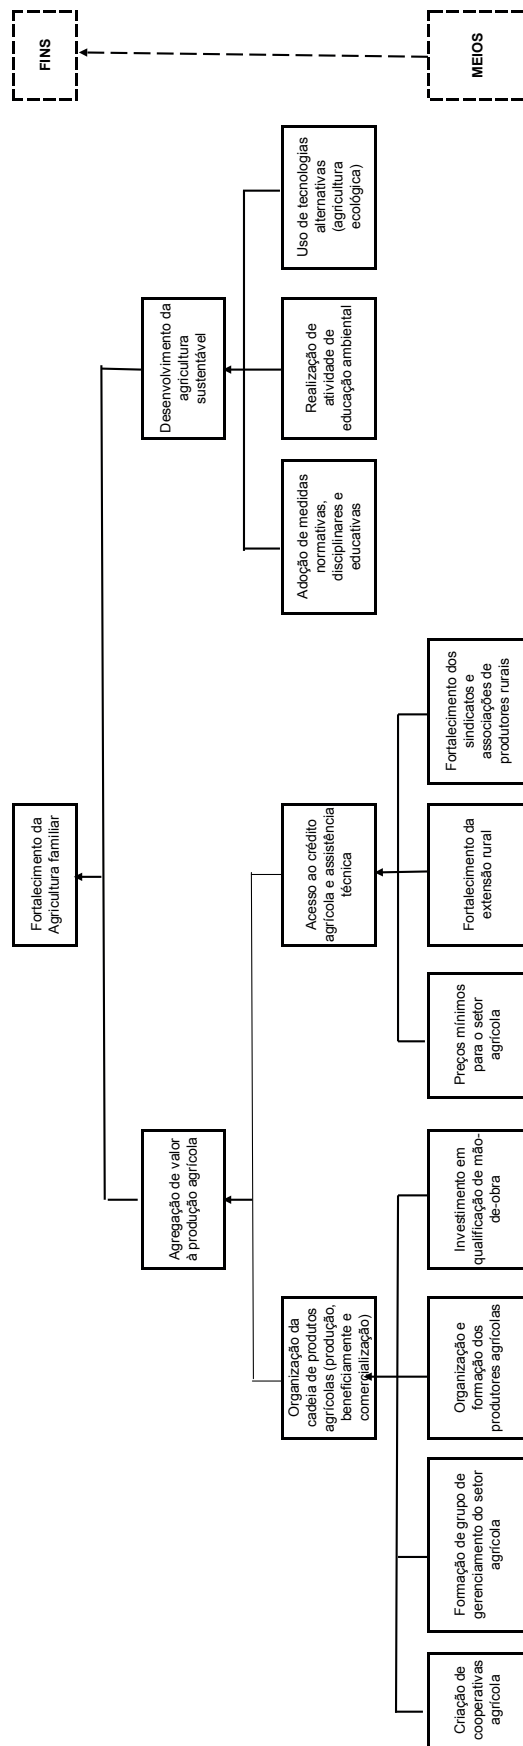 Fortalecimento da
Agricultura familiar
FINS
Agregação de valor
à produção agrícola
Desenvolvimento da
agricultura
sustentável
Organização da
cadeia de produtos
agrícolas (produção,
beneficiamente e
comercialização)
Acesso ao crédito
agrícola e assistência
técnica
Adoção de medidas
normativas,
disciplinares e
educativas
Realização de
atividade de
educação ambiental
Uso de tecnologias
alternativas
(agricultura
ecológica)
Criação de
cooperativas
agrícola
Formação de grupo de
gerenciamento do setor
agrícola
Organização e
formação dos
produtores agrícolas
Investimento em
qualificação de mão-
de-obra
Preços mínimos
para o setor
agrícola
Fortalecimento da
extensão rural
Fortalecimento dos
sindicatos e
associações de
produtores rurais
MEIOS